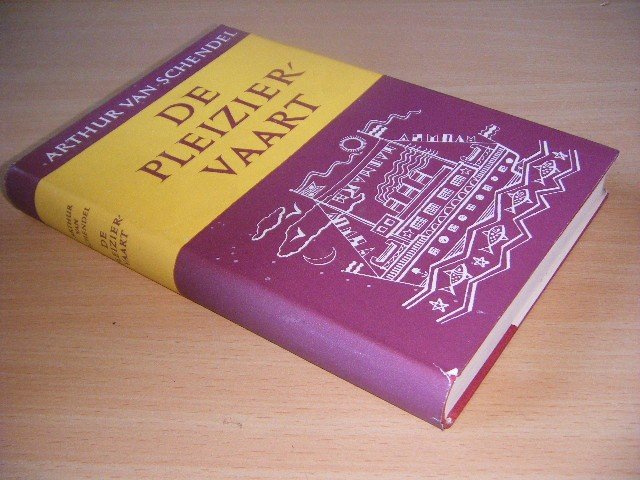 ARTHUR VAN SCHENDEL
DE
PLEIZIER-
VAART
ARTHUR
VAN
SCHENDEL
DE
PLEIZIER-
VAART